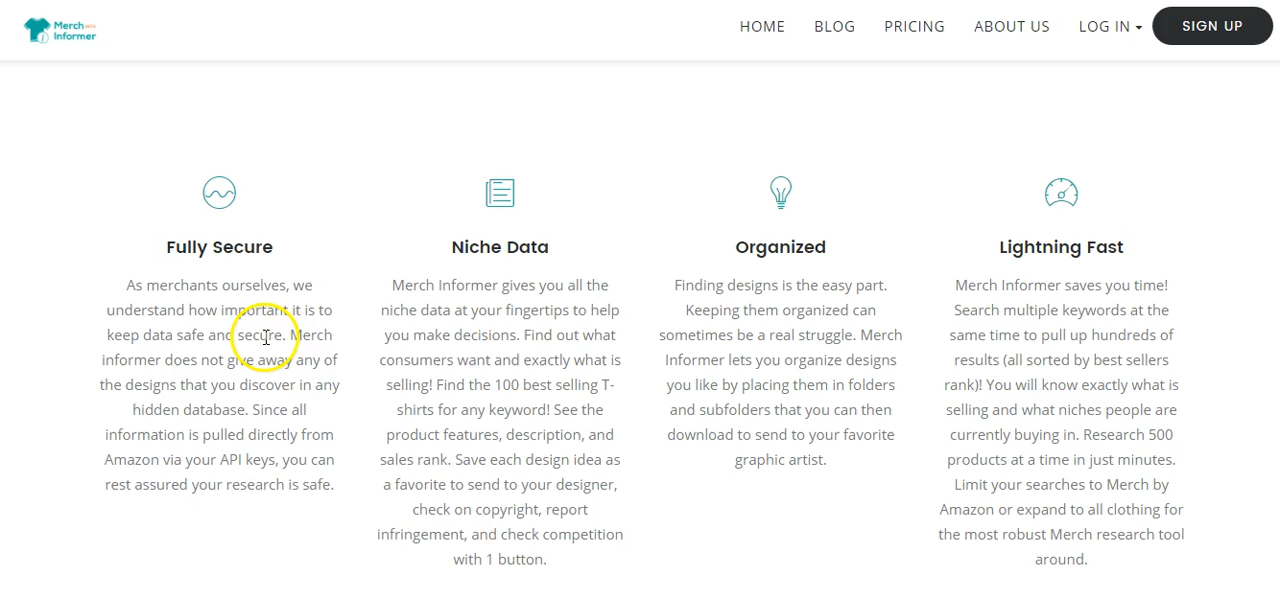 Merch BETA
Informer
HOME BLOG PRICING ABOUT US LOG IN SIGN UP
Fully Secure
As merchants ourselves, we
understand how important it is to
keep data safe and secure. Merch
informer does not give away any of
the designs that you discover in any
hidden database. Since all
information is pulled directly from
Amazon via your API keys, you can
rest assured your research is safe.
Niche Data
Merch Informer gives you all the
niche data at your fingertips to help
you make decisions. Find out what
consumers want and exactly what is
selling! Find the 100 best selling T-
shirts for any keyword! See the
product features, description, and
sales rank. Save each design idea as
a favorite to send to your designer,
check on copyright, report
infringement, and check competition
with 1 button.
Organized
Finding designs is the easy part.
Keeping them organized can
sometimes be a real struggle. Merch
Informer lets you organize designs
you like by placing them in folders
and subfolders that you can then
download to send to your favorite
graphic artist.
Lightning Fast
Merch Informer saves you time!
Search multiple keywords at the
same time to pull up hundreds of
results (all sorted by best sellers
rank)! You will know exactly what is
selling and what niches people are
currently buying in. Research 500
products at a time in just minutes.
Limit your searches to Merch by
Amazon or expand to all clothing for
the most robust Merch research tool
around.